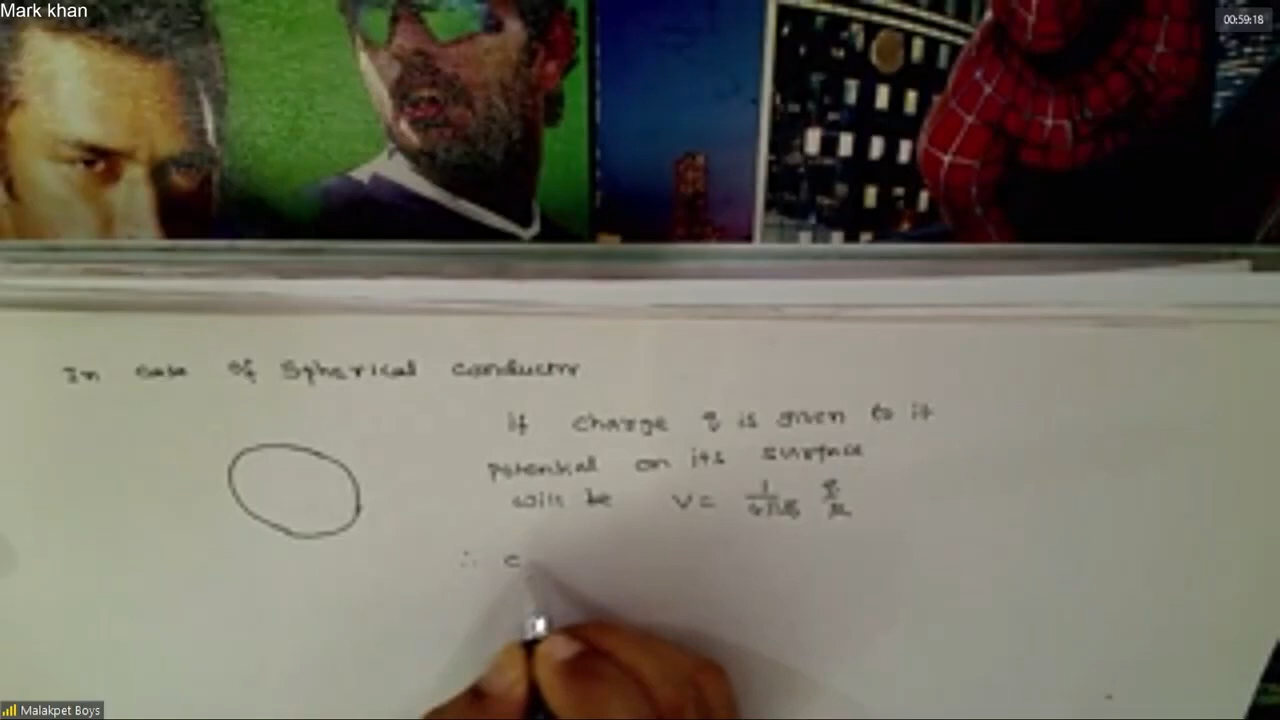 Mark khan
00:59:18
In case of Spherical conductor
if charge q is given to it
potential on its surface
will be V = 1/4πε₀ q/r
∴ C
Malakpet Boys